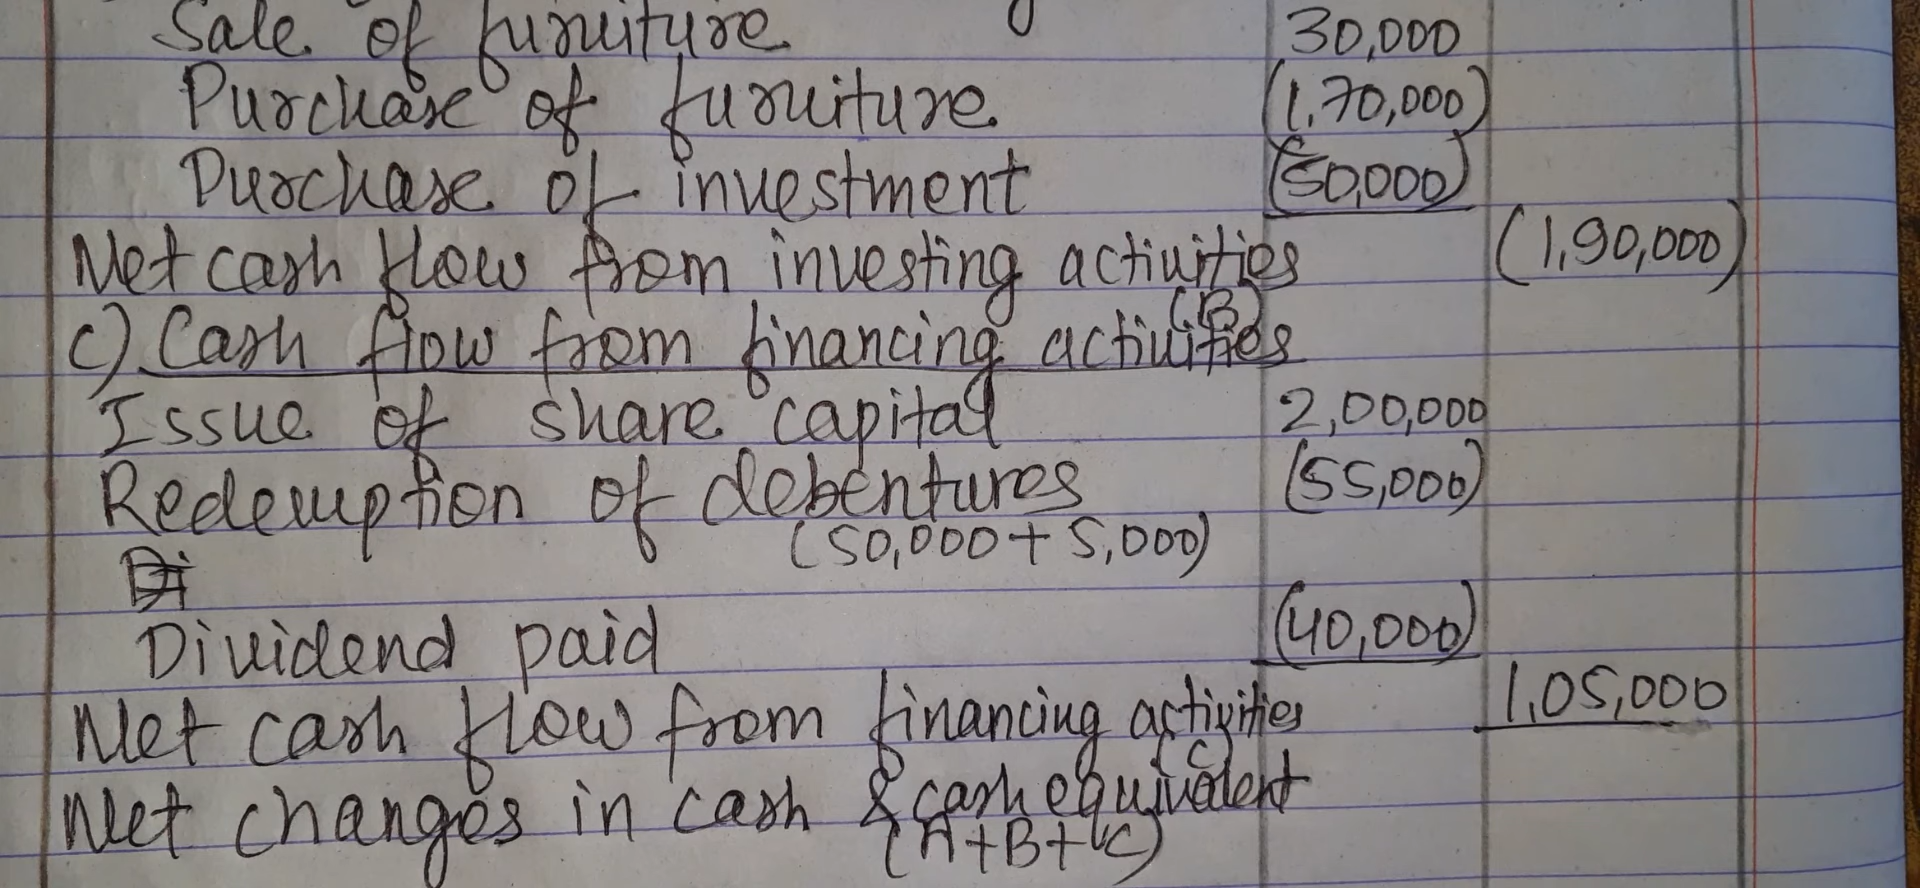 Sale of furniture 30,000
Purchase of furniture (1,70,000)
Purchase of investment (50,000)
Net cash flow from investing activities (B) (1,90,000)
C) Cash flow from financing activities
Issue of share capital 2,00,000
Redemption of debentures (55,000)
(50,000 + 5,000)
Di
Dividend paid (40,000)
Net cash flow from financing activities (C) 1,05,000
Net changes in cash & cash equivalent
(A+B+C)